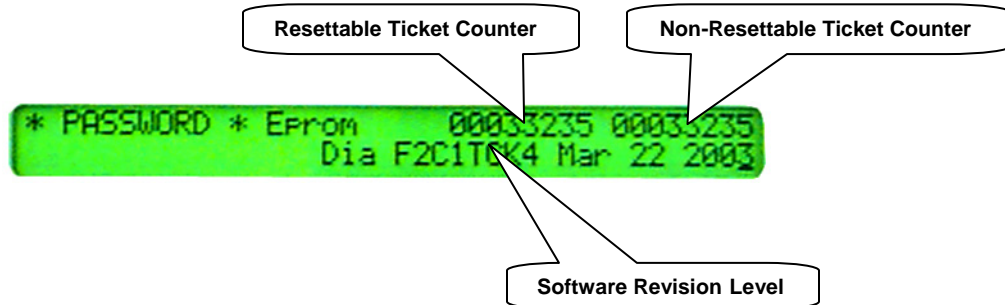 Resettable Ticket Counter
Non-Resettable Ticket Counter
* PASSWORD * Eprom 00033235 00033235
Dia F2C1TCK4 Mar 22 2003
Software Revision Level